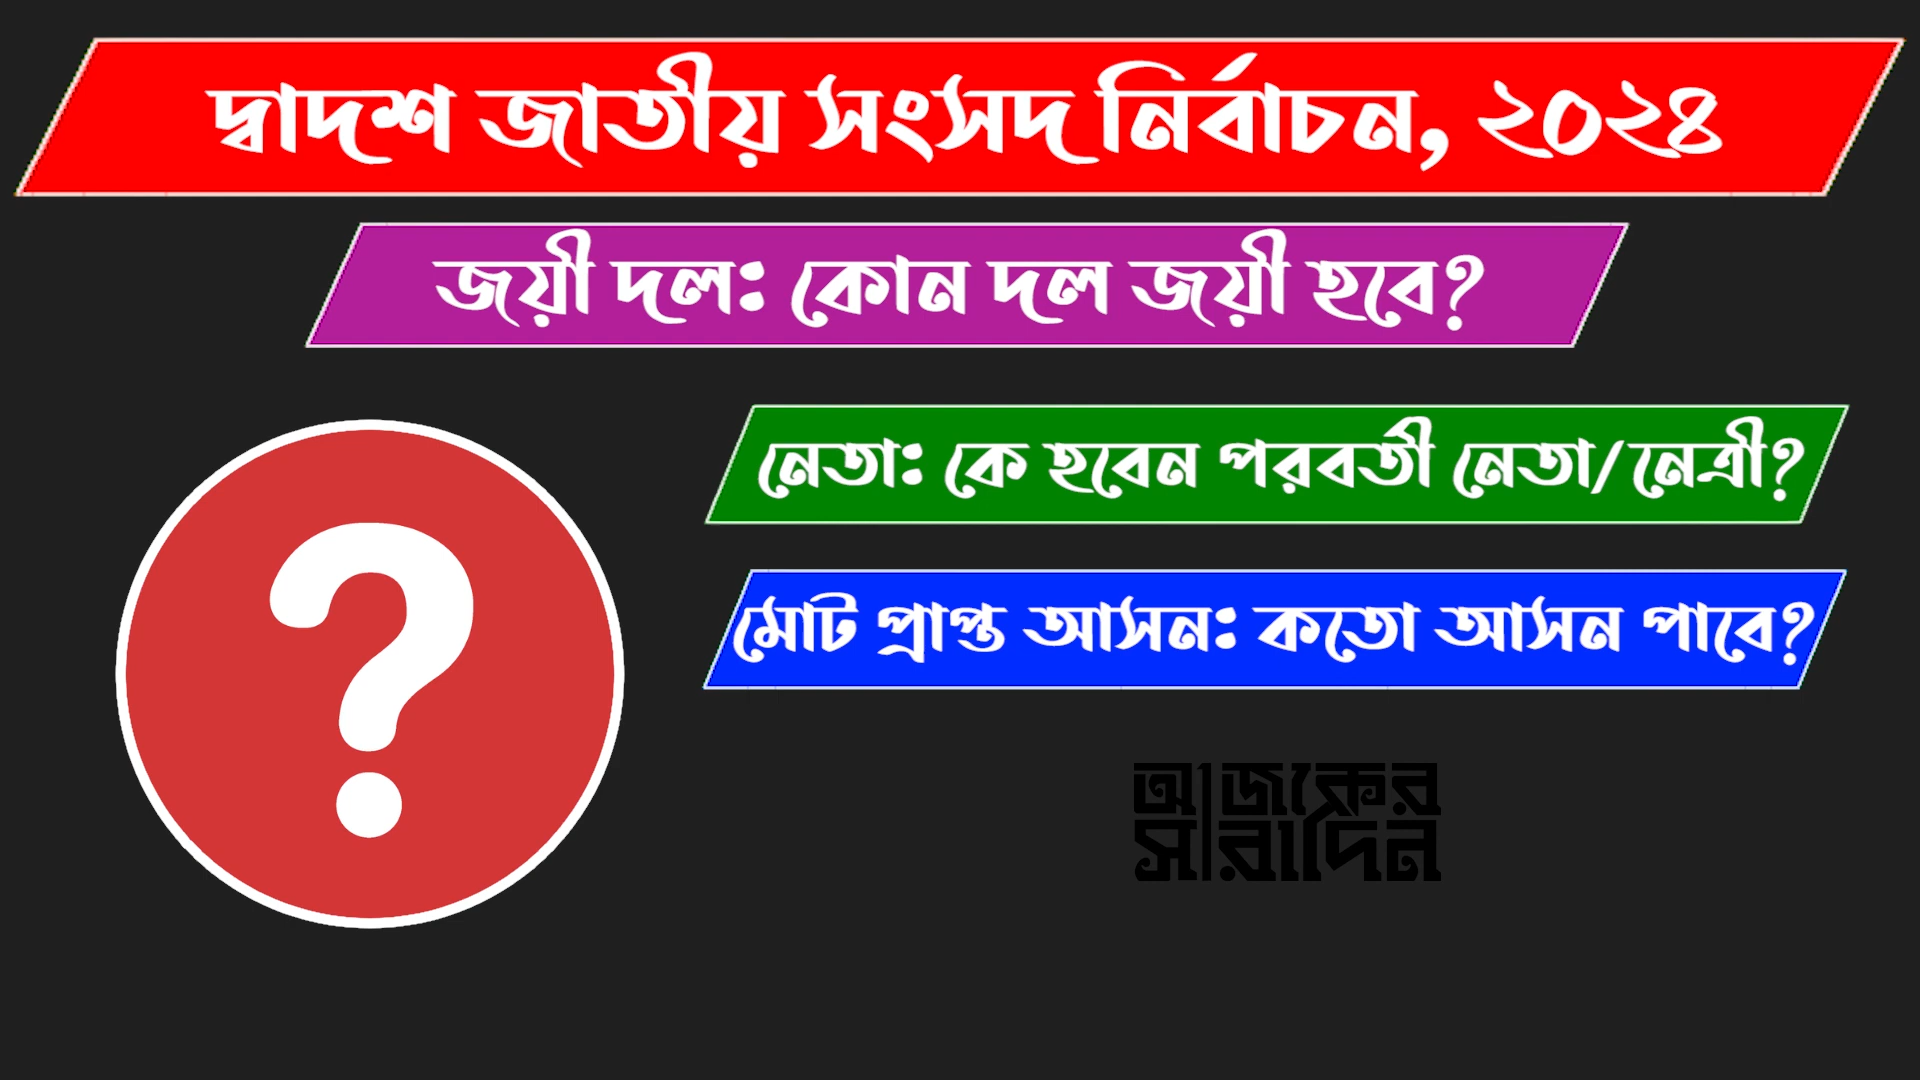 দ্বাদশ জাতীয় সংসদ নির্বাচন, ২০২৪
জয়ী দল: কোন দল জয়ী হবে?
নেতা: কে হবেন পরবর্তী নেতা/নেত্রী?
মোট প্রাপ্ত আসন: কতো আসন পাবে?
?
আজকের
সারাদিন